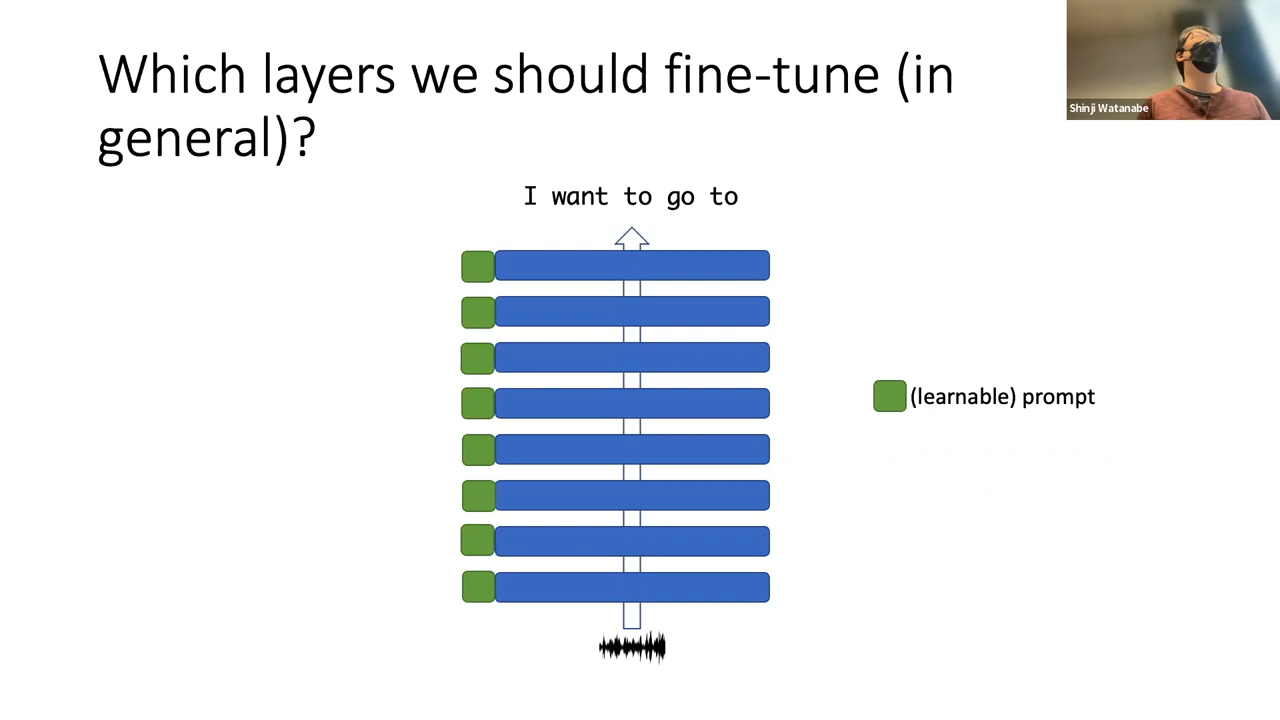 Which layers we should fine-tune (in
general)?
Shinji Watanabe
I want to go to
(learnable) prompt